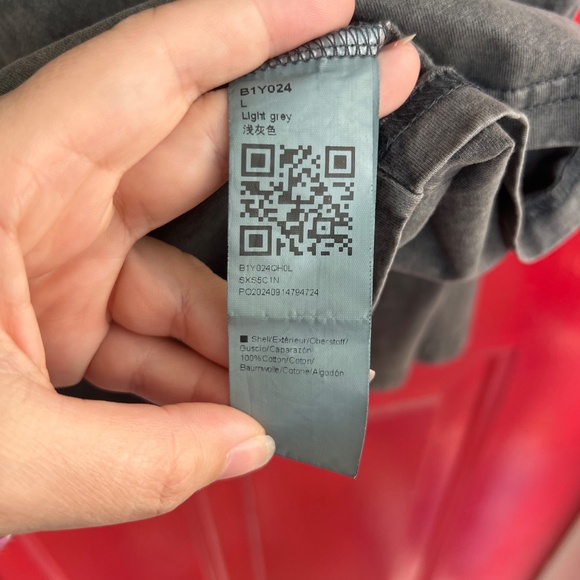 B1Y024
L
Light grey
浅灰色
B1Y024QH0L
SKS5C1N
PO20240914784724
Shell/Extérieur/Oberstoff/
Guscio/Caparazón
100%Cotton/Coton/
Baumwolle/Cotone/Algodón